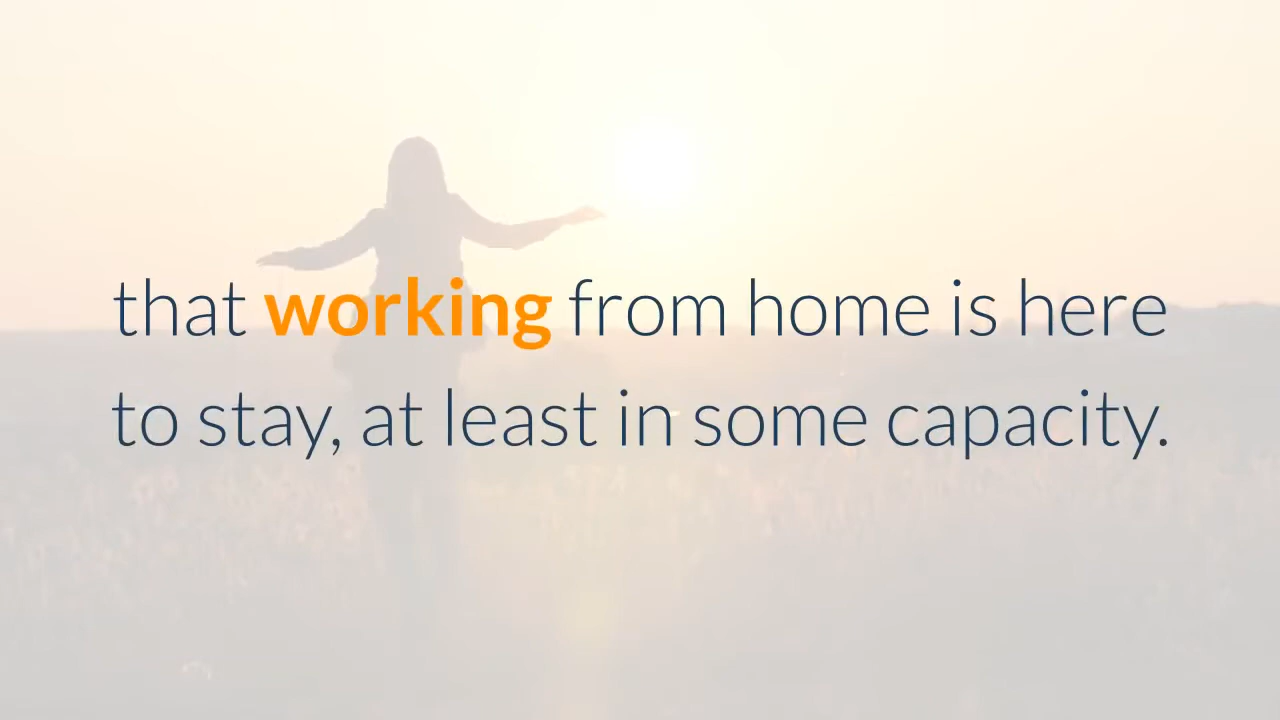 that working from home is here
to stay, at least in some capacity.